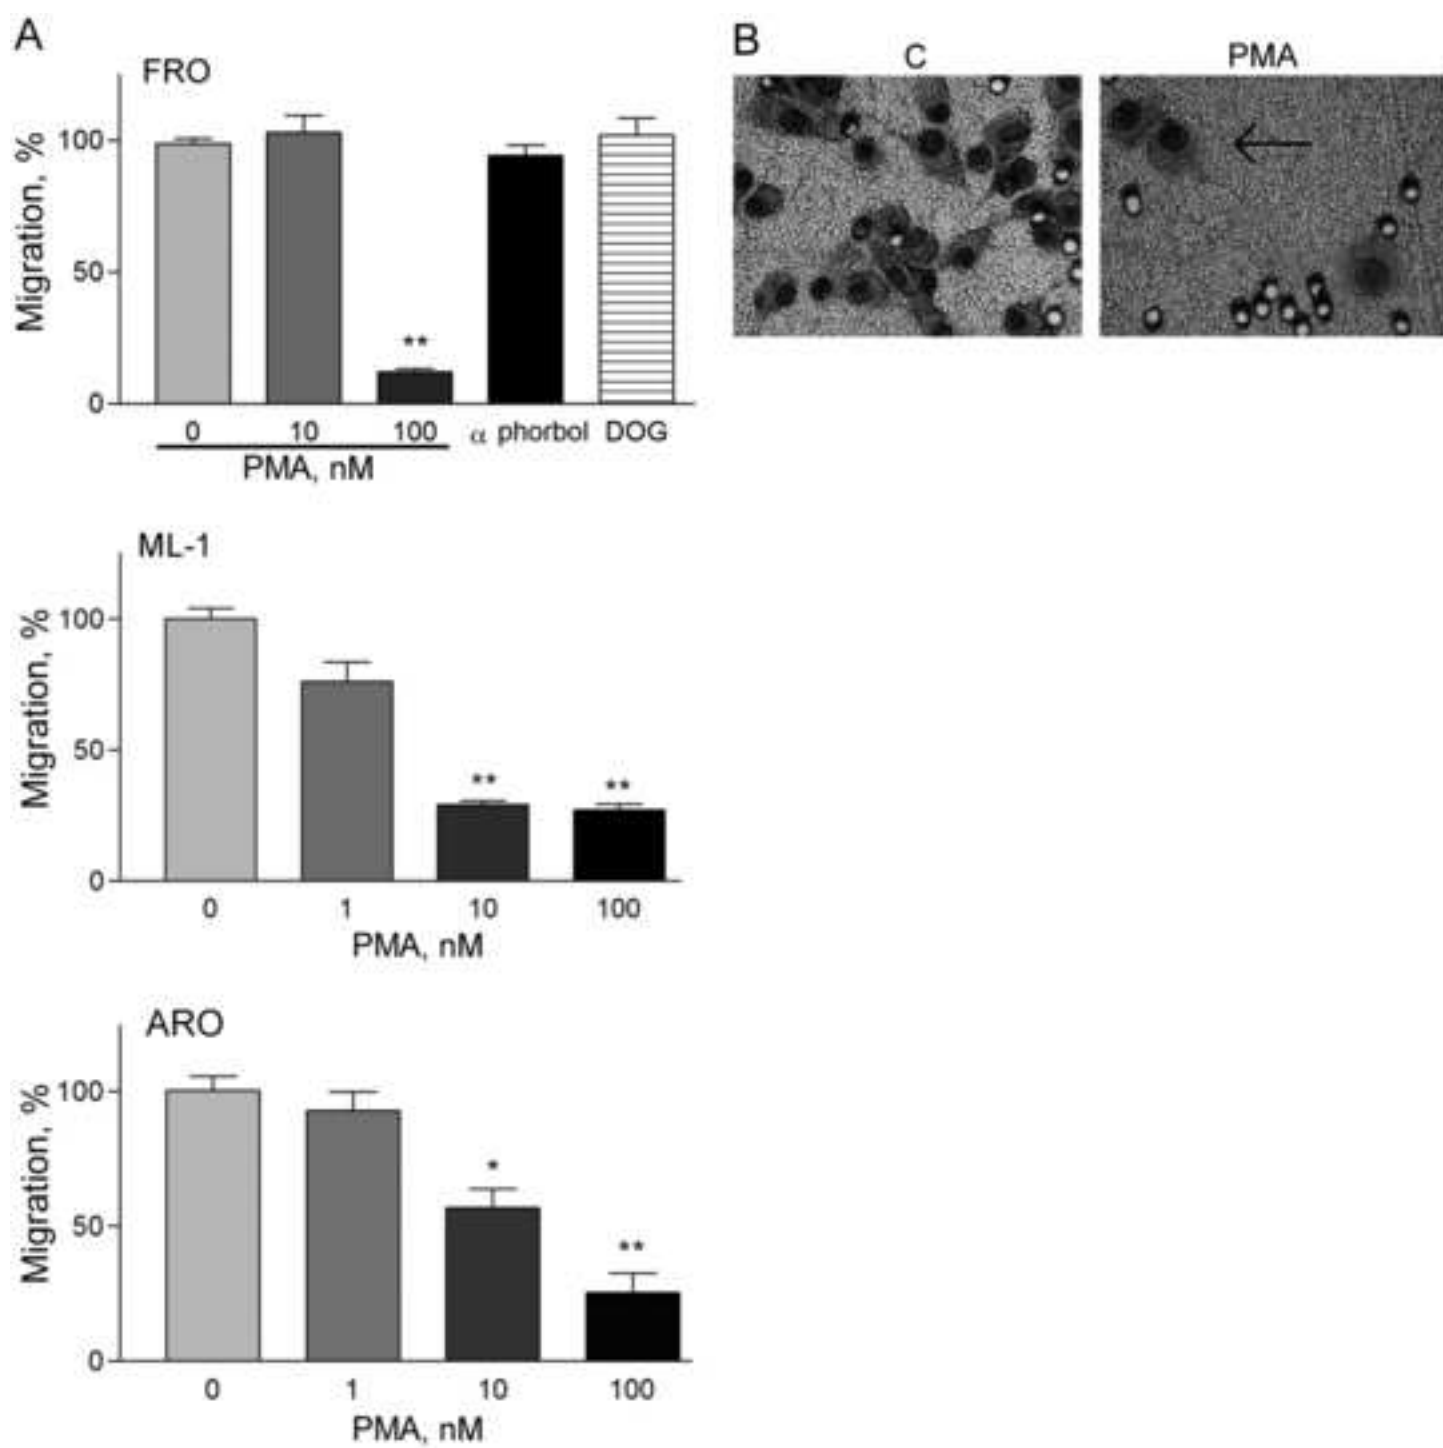 A
FRO
Migration, %
100
50
0
**
0 10 100 α phorbol DOG
PMA, nM
B
C
PMA
ML-1
Migration, %
100
50
0
**
**
0 1 10 100
PMA, nM
ARO
Migration, %
100
50
0
*
**
0 1 10 100
PMA, nM